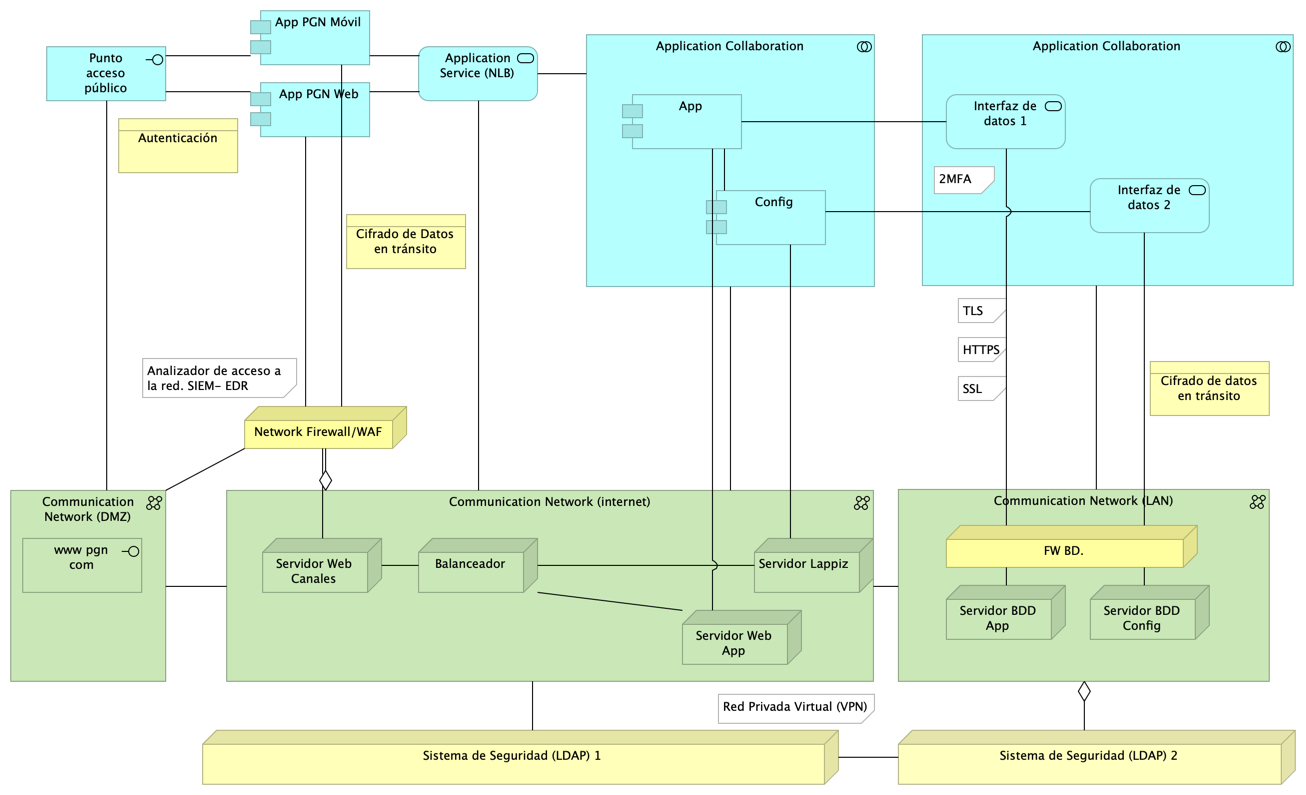 App PGN Móvil
Punto
acceso
público
Application
Service (NLB)
App PGN Web
Autenticación
Cifrado de Datos
en tránsito
Application Collaboration
App
Config
Application Collaboration
Interfaz de
datos 1
2MFA
Interfaz de
datos 2
TLS
HTTPS
SSL
Cifrado de datos
en tránsito
Analizador de acceso a
la red. SIEM- EDR
Network Firewall/WAF
Communication
Network (DMZ)
www pgn
com
Communication Network (internet)
Servidor Web
Canales
Balanceador
Servidor Lappiz
Servidor Web
App
Communication Network (LAN)
FW BD.
Servidor BDD
App
Servidor BDD
Config
Red Privada Virtual (VPN)
Sistema de Seguridad (LDAP) 1
Sistema de Seguridad (LDAP) 2